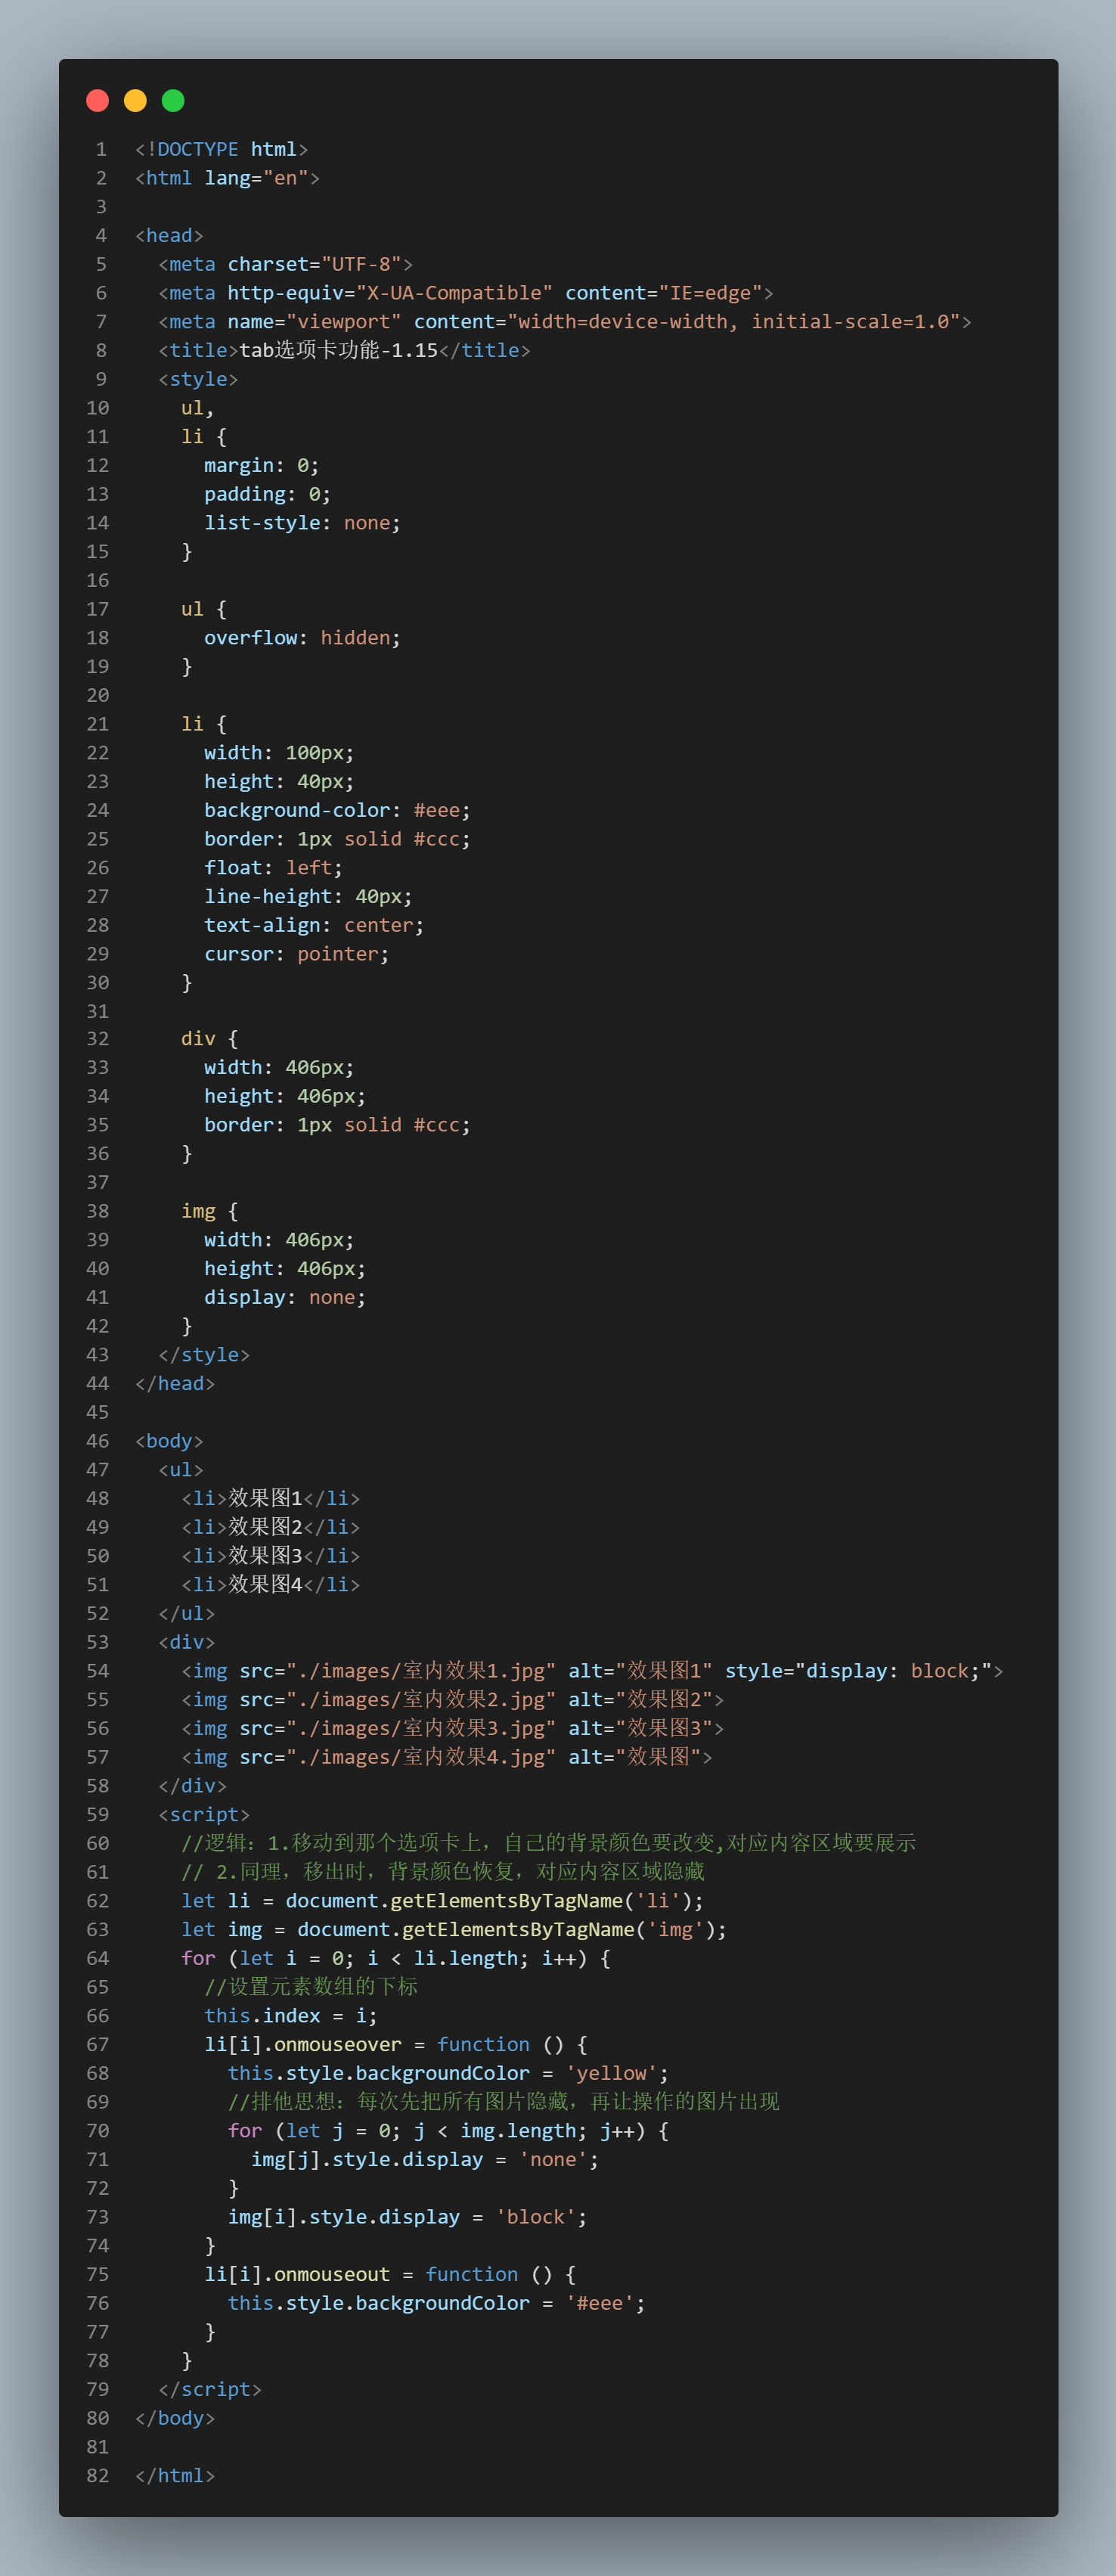 1 <!DOCTYPE html>
2 <html lang="en">
3
4 <head>
5   <meta charset="UTF-8">
6   <meta http-equiv="X-UA-Compatible" content="IE=edge">
7   <meta name="viewport" content="width=device-width, initial-scale=1.0">
8   <title>tab选项卡功能-1.15</title>
9   <style>
10     ul,
11     li {
12       margin: 0;
13       padding: 0;
14       list-style: none;
15     }
16
17     ul {
18       overflow: hidden;
19     }
20
21     li {
22       width: 100px;
23       height: 40px;
24       background-color: #eee;
25       border: 1px solid #ccc;
26       float: left;
27       line-height: 40px;
28       text-align: center;
29       cursor: pointer;
30     }
31
32     div {
33       width: 406px;
34       height: 406px;
35       border: 1px solid #ccc;
36     }
37
38     img {
39       width: 406px;
40       height: 406px;
41       display: none;
42     }
43   </style>
44 </head>
45
46 <body>
47   <ul>
48     <li>效果图1</li>
49     <li>效果图2</li>
50     <li>效果图3</li>
51     <li>效果图4</li>
52   </ul>
53   <div>
54     <img src="./images/室内效果1.jpg" alt="效果图1" style="display: block;">
55     <img src="./images/室内效果2.jpg" alt="效果图2">
56     <img src="./images/室内效果3.jpg" alt="效果图3">
57     <img src="./images/室内效果4.jpg" alt="效果图">
58   </div>
59   <script>
60     //逻辑：1.移动到那个选项卡上，自己的背景颜色要改变,对应内容区域要展示
61     // 2.同理，移出时，背景颜色恢复，对应内容区域隐藏
62     let li = document.getElementsByTagName('li');
63     let img = document.getElementsByTagName('img');
64     for (let i = 0; i < li.length; i++) {
65       //设置元素数组的下标
66       this.index = i;
67       li[i].onmouseover = function () {
68         this.style.backgroundColor = 'yellow';
69         //排他思想：每次先把所有图片隐藏，再让操作的图片出现
70         for (let j = 0; j < img.length; j++) {
71           img[j].style.display = 'none';
72         }
73         img[i].style.display = 'block';
74       }
75       li[i].onmouseout = function () {
76         this.style.backgroundColor = '#eee';
77       }
78     }
79   </script>
80 </body>
81
82 </html>